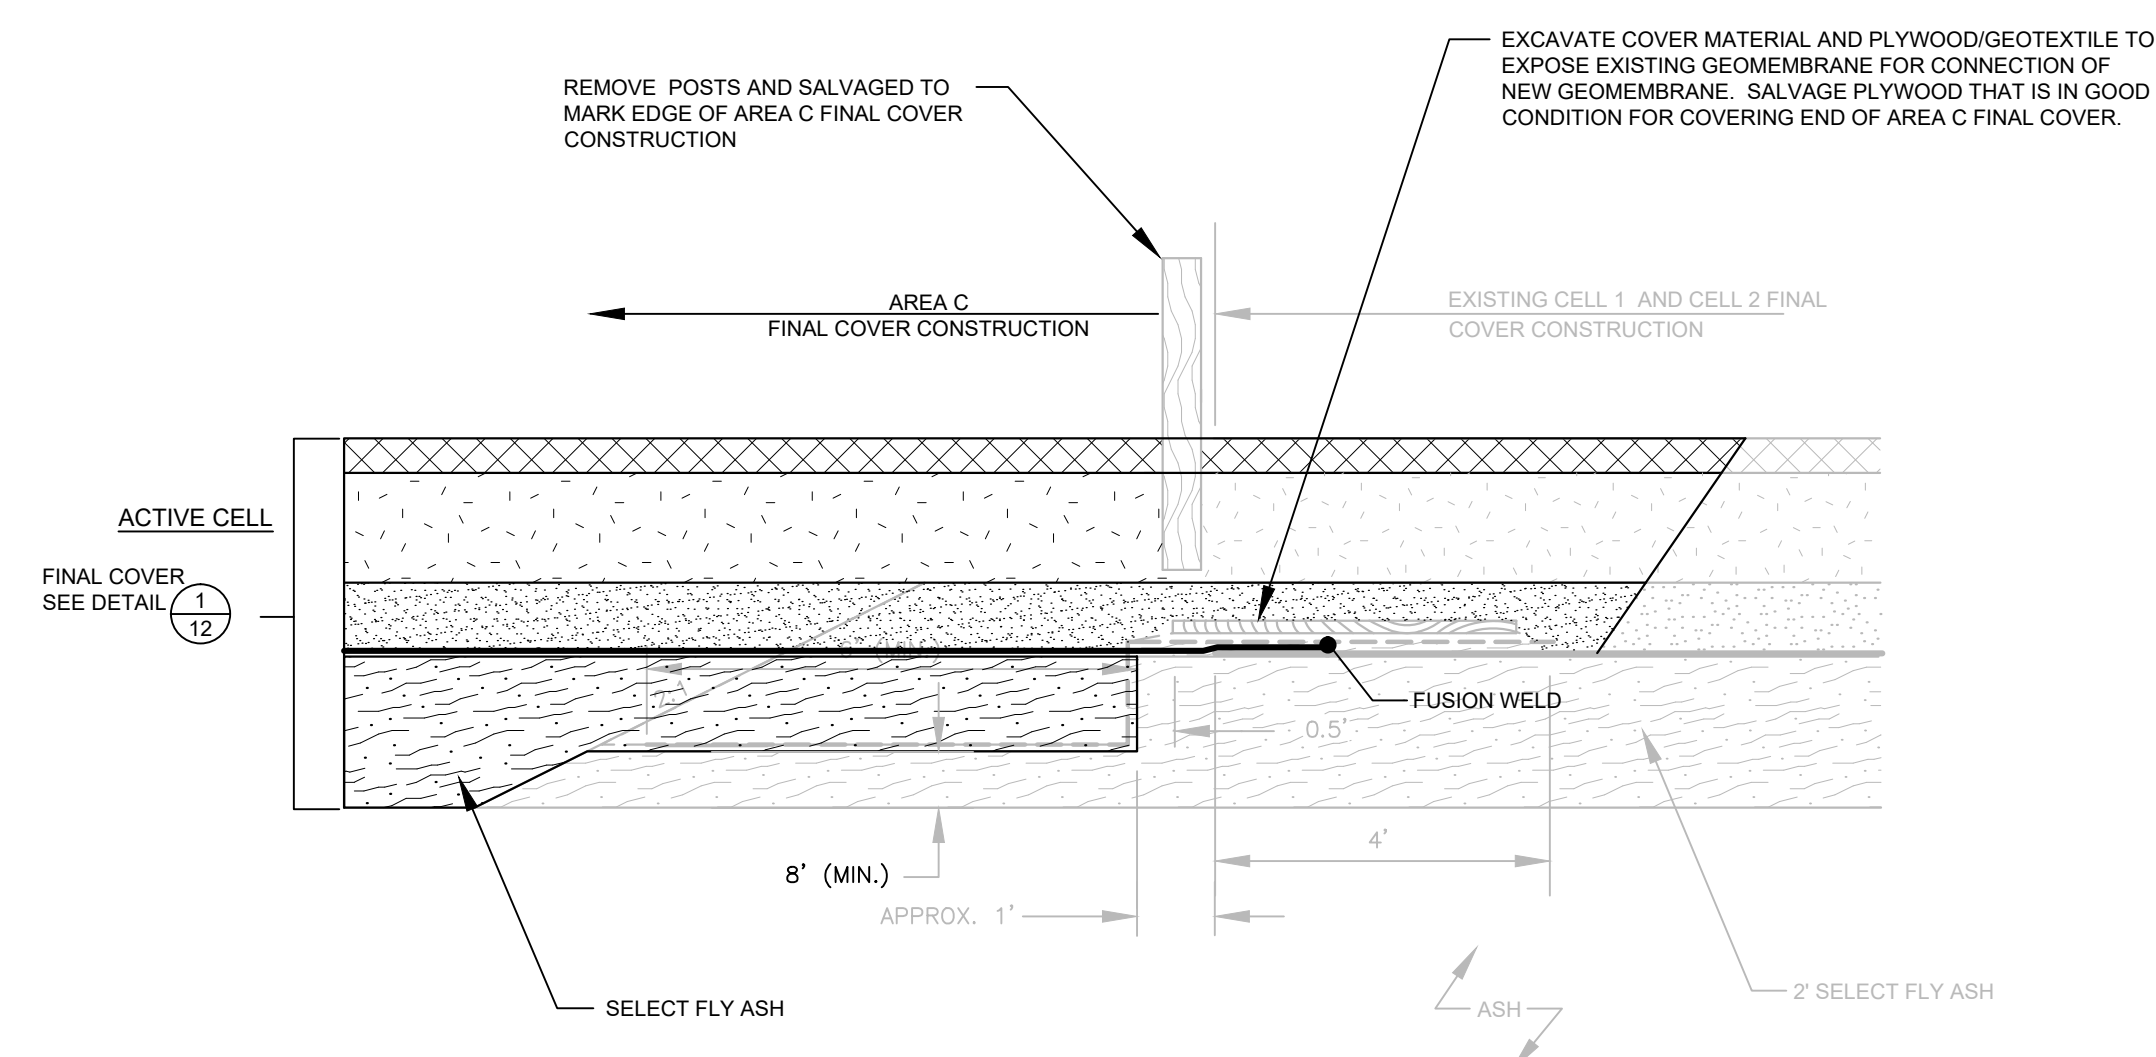 EXCAVATE COVER MATERIAL AND PLYWOOD/GEOTEXTILE TO
EXPOSE EXISTING GEOMEMBRANE FOR CONNECTION OF
NEW GEOMEMBRANE. SALVAGE PLYWOOD THAT IS IN GOOD
CONDITION FOR COVERING END OF AREA C FINAL COVER.
REMOVE POSTS AND SALVAGED TO
MARK EDGE OF AREA C FINAL COVER
CONSTRUCTION
AREA C
FINAL COVER CONSTRUCTION
EXISTING CELL 1 AND CELL 2 FINAL
COVER CONSTRUCTION
ACTIVE CELL
FINAL COVER
SEE DETAIL
1
12
(MIN.)
2:1
FUSION WELD
0.5'
4'
8' (MIN.)
APPROX. 1'
SELECT FLY ASH
ASH
2' SELECT FLY ASH